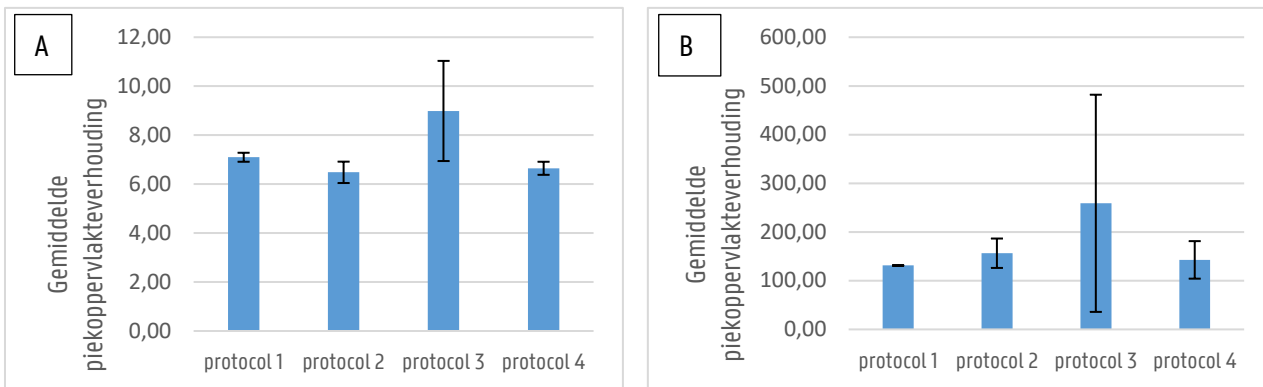 A
12,00
10,00
8,00
6,00
4,00
2,00
0,00
Gemiddelde
piekoppervlakteverhouding
protocol 1 protocol 2 protocol 3 protocol 4
B
600,00
500,00
400,00
300,00
200,00
100,00
0,00
Gemiddelde
piekoppervlakteverhouding
protocol 1 protocol 2 protocol 3 protocol 4